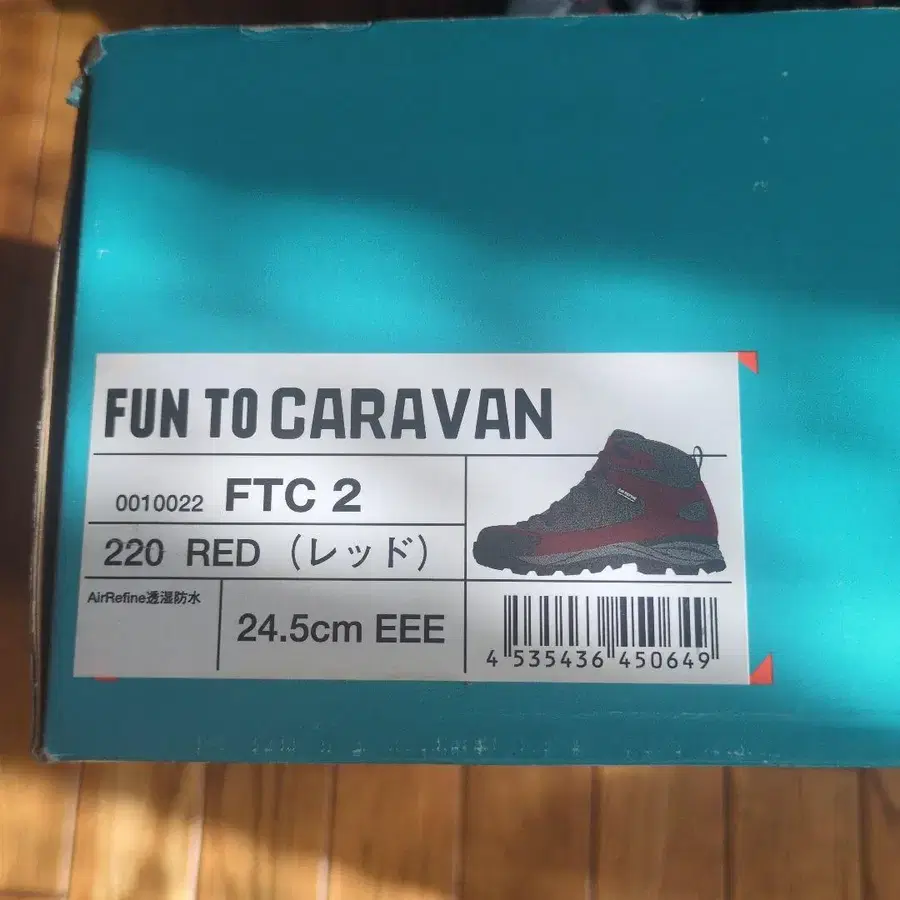 FUN TO CARAVAN
0010022 FTC 2
220 RED (レッド)
AirRefine透湿防水
24.5cm EEE
4 535436 450649